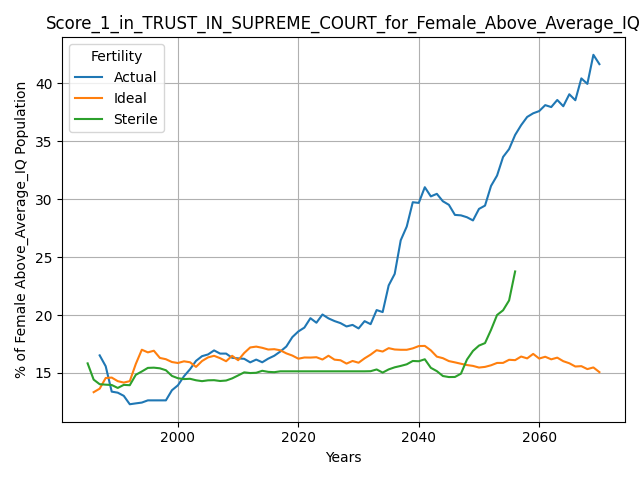 Score_1_in_TRUST_IN_SUPREME_COURT_for_Female_Above_Average_IQ
Fertility
Actual
Ideal
Sterile
% of Female Above_Average_IQ Population
40
35
30
25
20
15
2000
2020
2040
2060
Years